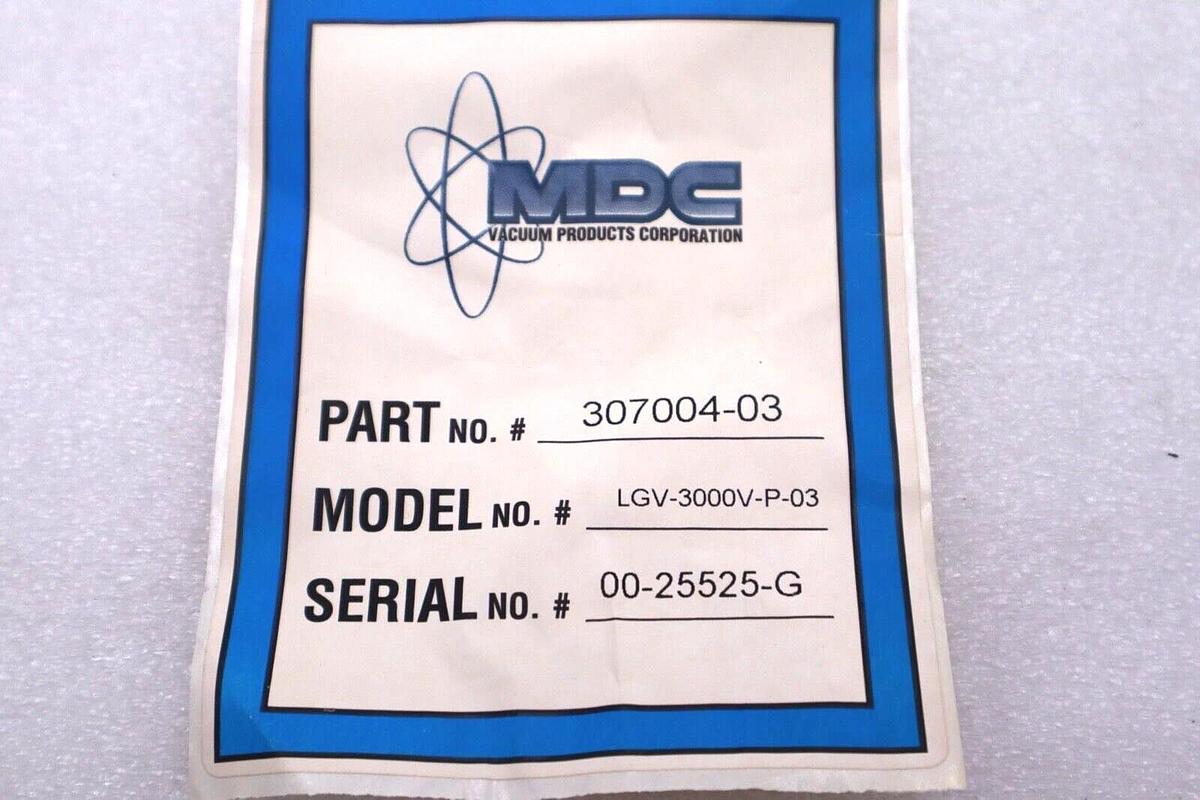 MDC
VACUUM PRODUCTS CORPORATION
PART NO. # 307004-03
MODEL NO. # LGV-3000V-P-03
SERIAL NO. # 00-25525-G